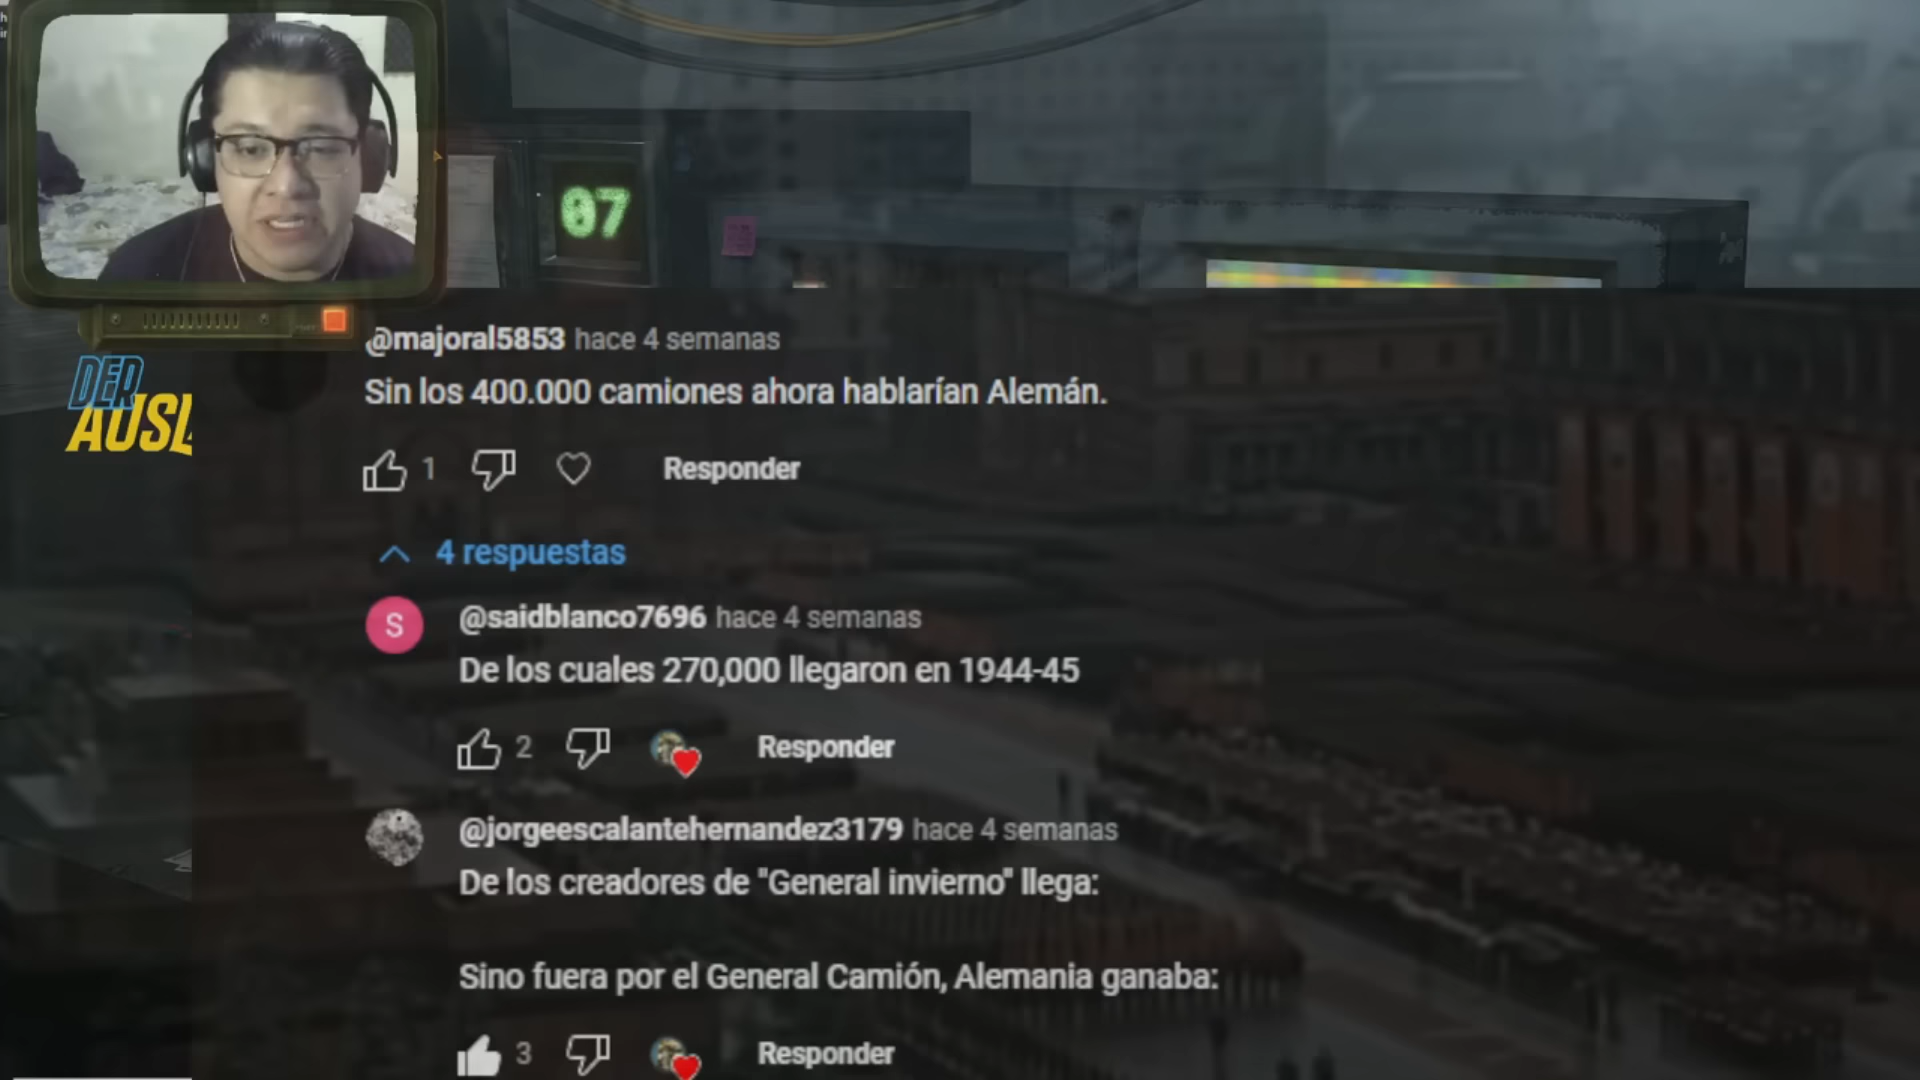 07
DER
AUSL
@majoral5853 hace 4 semanas
Sin los 400.000 camiones ahora hablarían Alemán.
1
Responder
4 respuestas
S
@saidblanco7696 hace 4 semanas
De los cuales 270,000 llegaron en 1944-45
2
Responder
@jorgeescalantehernandez3179 hace 4 semanas
De los creadores de "General invierno" llega:
Sino fuera por el General Camión, Alemania ganaba:
3
Responder